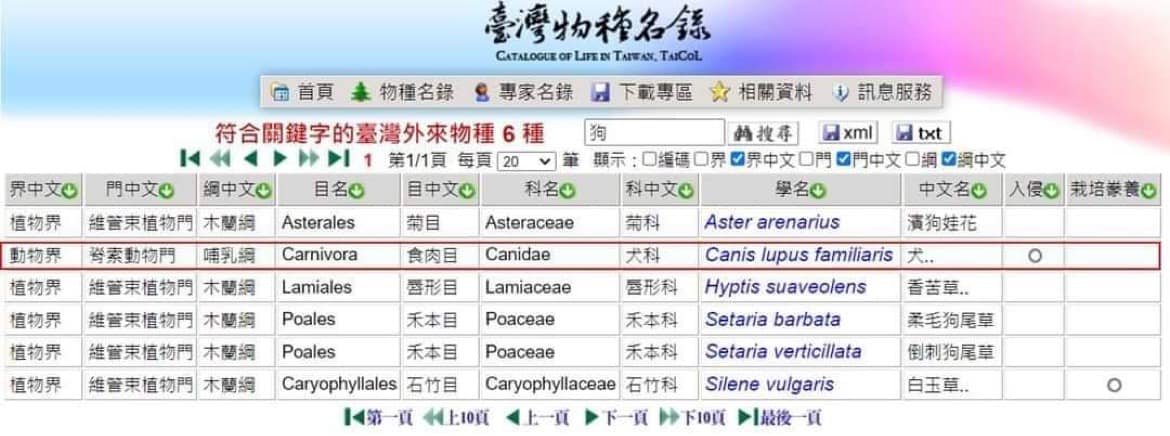 臺灣物種名錄
CATALOGUE OF LIFE IN TAIWAN, TAICOL
首頁 物種名錄 專家名錄 下載專區 相關資料 訊息服務
符合關鍵字的臺灣外來物種 6 種 狗 搜尋 xml txt
1 第1/1頁 每頁 20 筆 顯示：編碼 界 界中文 門 門中文 綱 綱中文
界中文 門中文 綱中文 目名 目中文 科名 科中文 學名 中文名 入侵 栽培豢養
植物界 維管束植物門 木蘭綱 Asterales 菊目 Asteraceae 菊科 Aster arenarius 濱狗娃花
動物界 脊索動物門 哺乳綱 Carnivora 食肉目 Canidae 犬科 Canis lupus familiaris 犬.. O
植物界 維管束植物門 木蘭綱 Lamiales 唇形目 Lamiaceae 唇形科 Hyptis suaveolens 香苦草..
植物界 維管束植物門 木蘭綱 Poales 禾本目 Poaceae 禾本科 Setaria barbata 柔毛狗尾草
植物界 維管束植物門 木蘭綱 Poales 禾本目 Poaceae 禾本科 Setaria verticillata 倒刺狗尾草
植物界 維管束植物門 木蘭綱 Caryophyllales 石竹目 Caryophyllaceae 石竹科 Silene vulgaris 白玉草.. O
第一頁 上10頁 上一頁 下一頁 下10頁 最後一頁